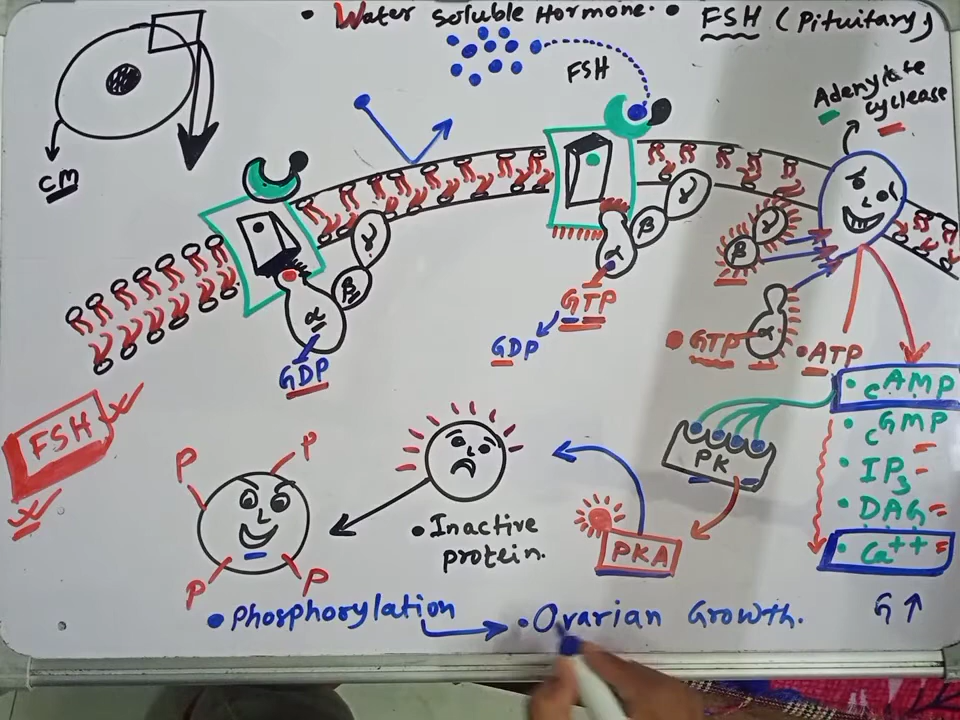 • Water Soluble Hormone. • FSH (Pituitary)
FSH
Adenylate
cyclease
CM
γ
γ
β
α
β
γ
β
α
α
GDP
GTP
GDP
• GTP
• ATP
FSH
• cAMP
• cGMP
• IP3
• DAG
• Ca++
PK
PKA
P
P
P
P
• Inactive
protein.
• Phosphorylation
• Ovarian Growth.
G ↑